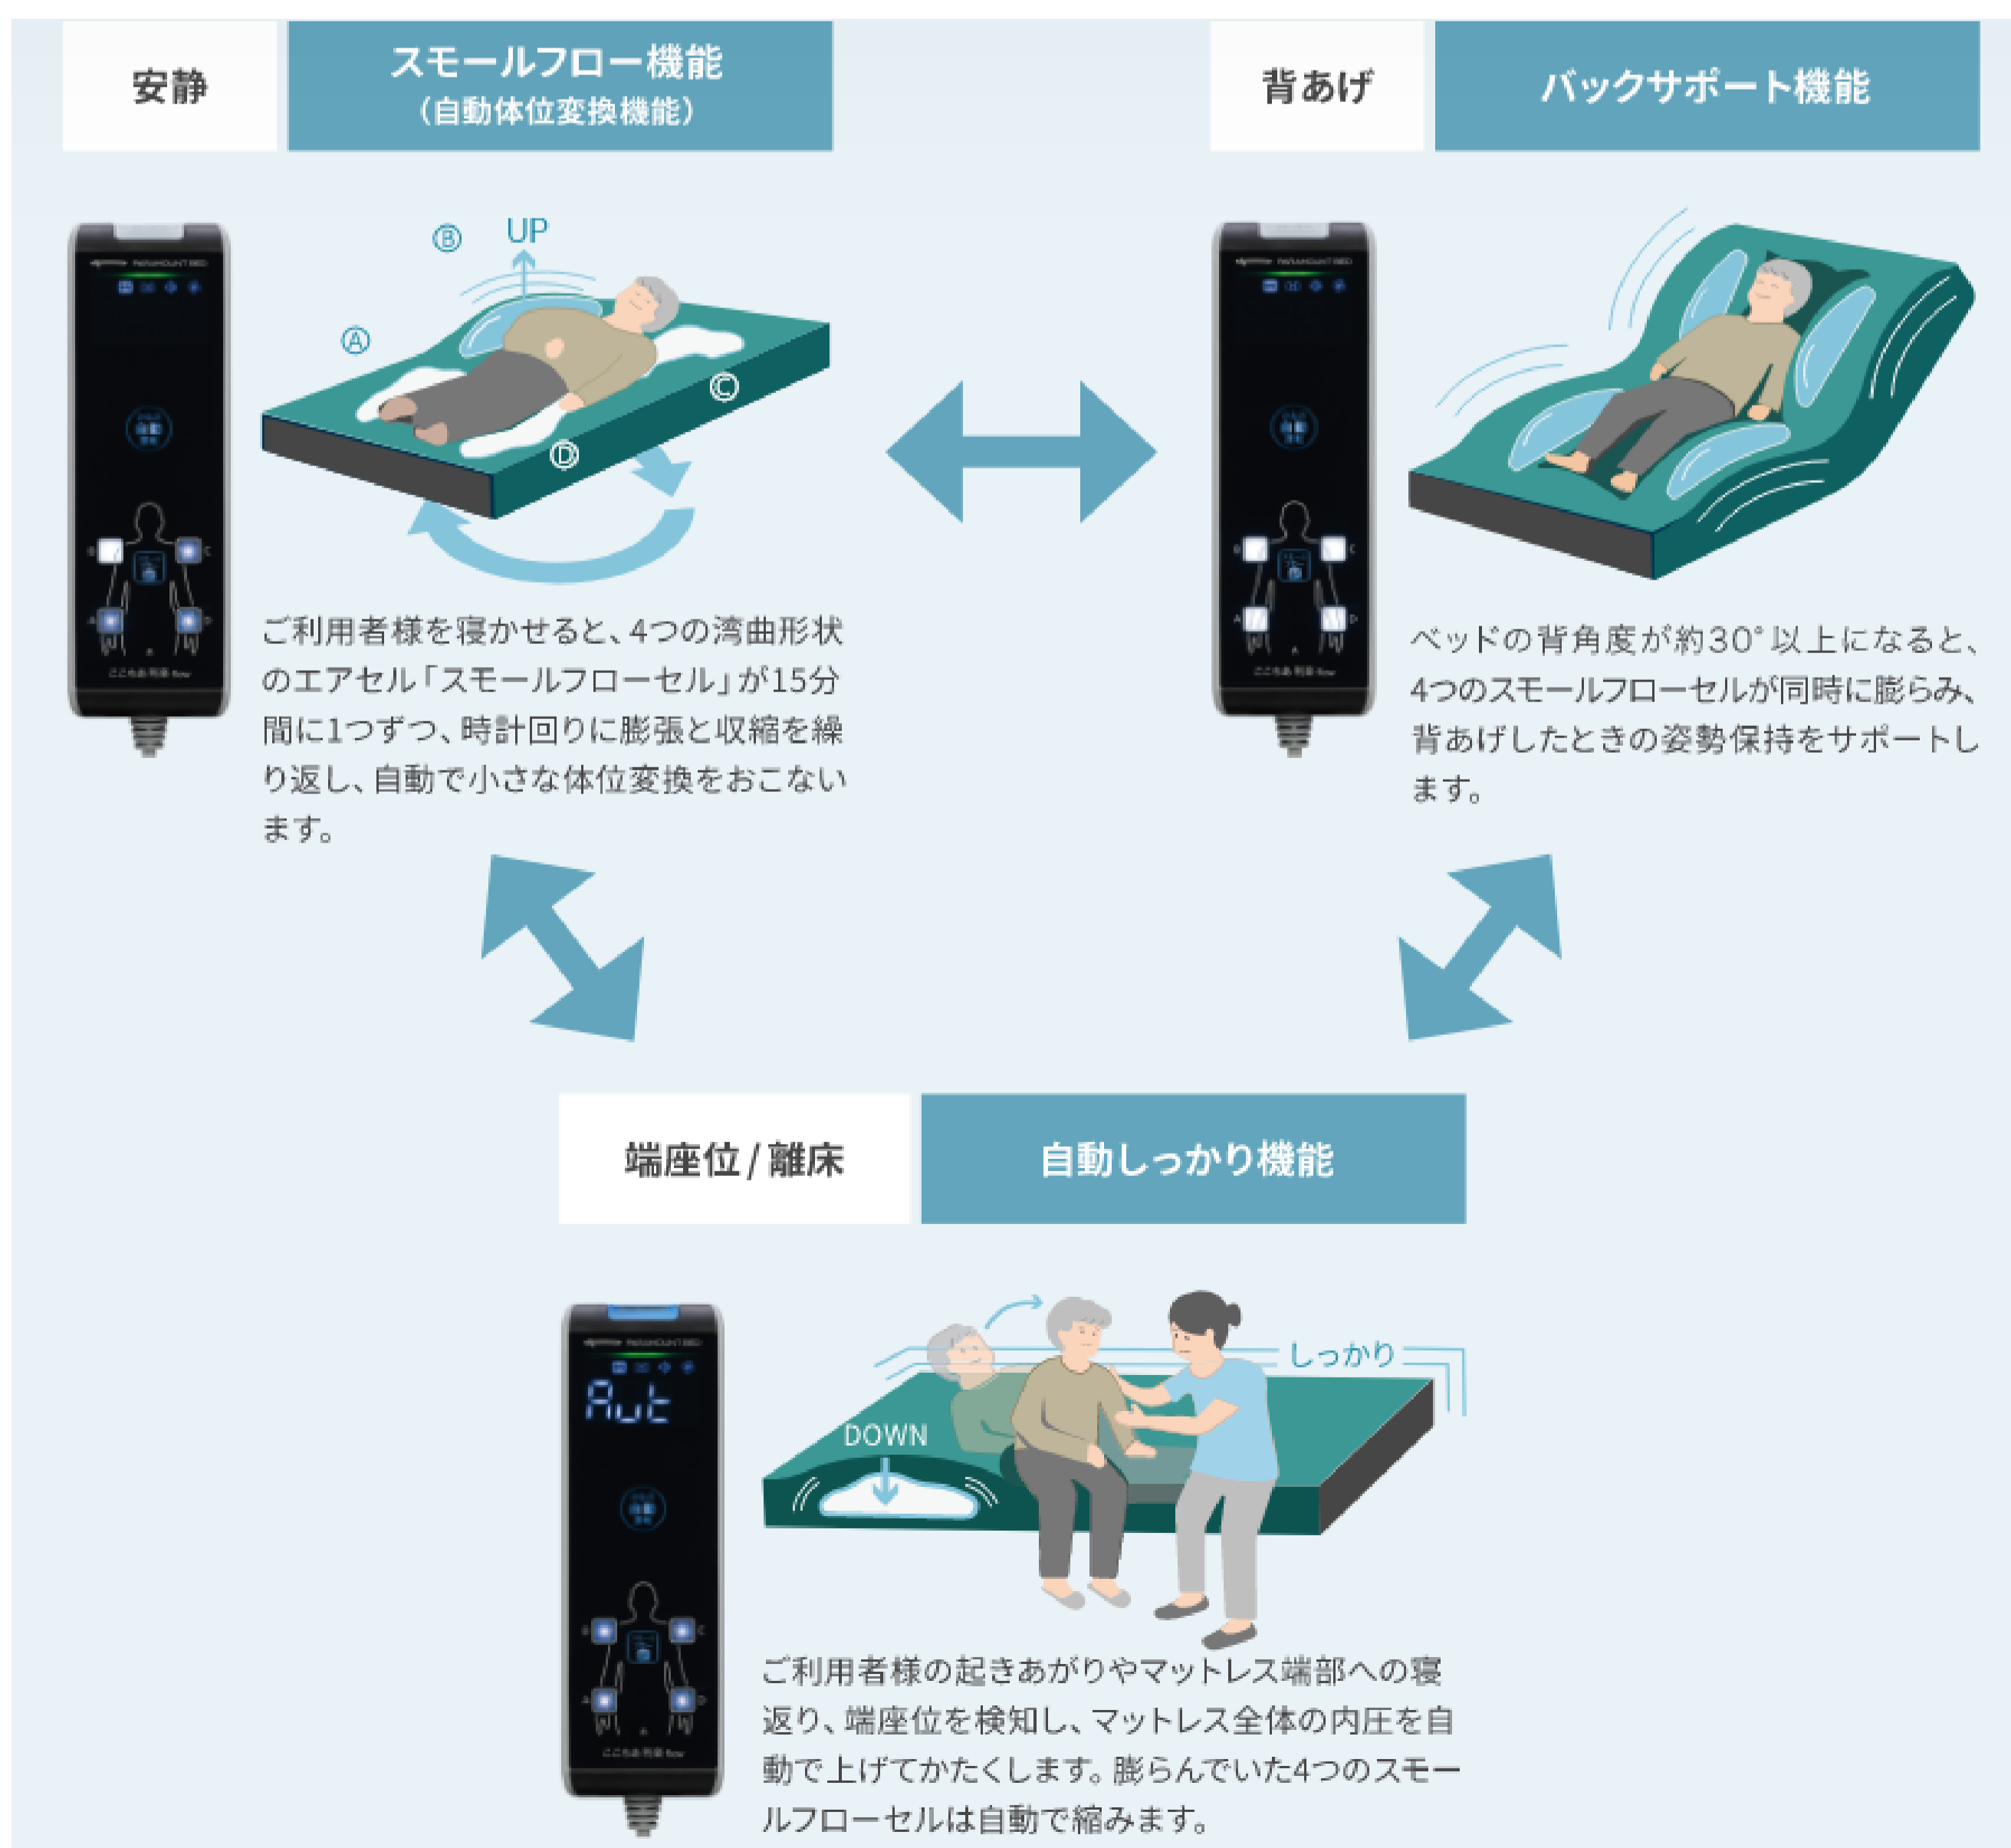 安静
スモールフロー機能
（自動体位変換機能）
背あげ
バックサポート機能
PARAMOUNT BED
自動
B
C
A
D
Ⓑ
UP
Ⓐ
Ⓒ
Ⓓ
ご利用者様を寝かせると、4つの湾曲形状
のエアセル「スモールフローセル」が15分
間に1つずつ、時計回りに膨張と収縮を繰
り返し、自動で小さな体位変換をおこない
ます。
PARAMOUNT BED
自動
B
C
A
D
ベッドの背角度が約30°以上になると、
4つのスモールフローセルが同時に膨らみ、
背あげしたときの姿勢保持をサポートし
ます。
端座位/離床
自動しっかり機能
PARAMOUNT BED
Aut
自動
B
C
A
D
しっかり
DOWN
ご利用者様の起きあがりやマットレス端部への寝
返り、端座位を検知し、マットレス全体の内圧を自
動で上げてかたくします。膨らんでいた4つのスモー
ルフローセルは自動で縮みます。